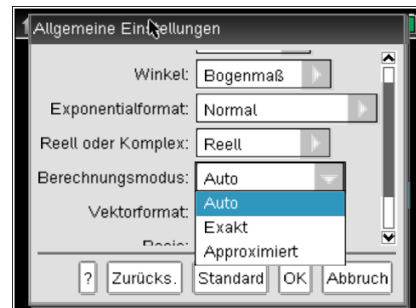 Allgemeine Einstellungen
Winkel: Bogenmaß
Exponentialformat: Normal
Reell oder Komplex: Reell
Berechnungsmodus: Auto
Auto
Vektorformat:
Exakt
Approximiert
? Zurücks. Standard OK Abbruch